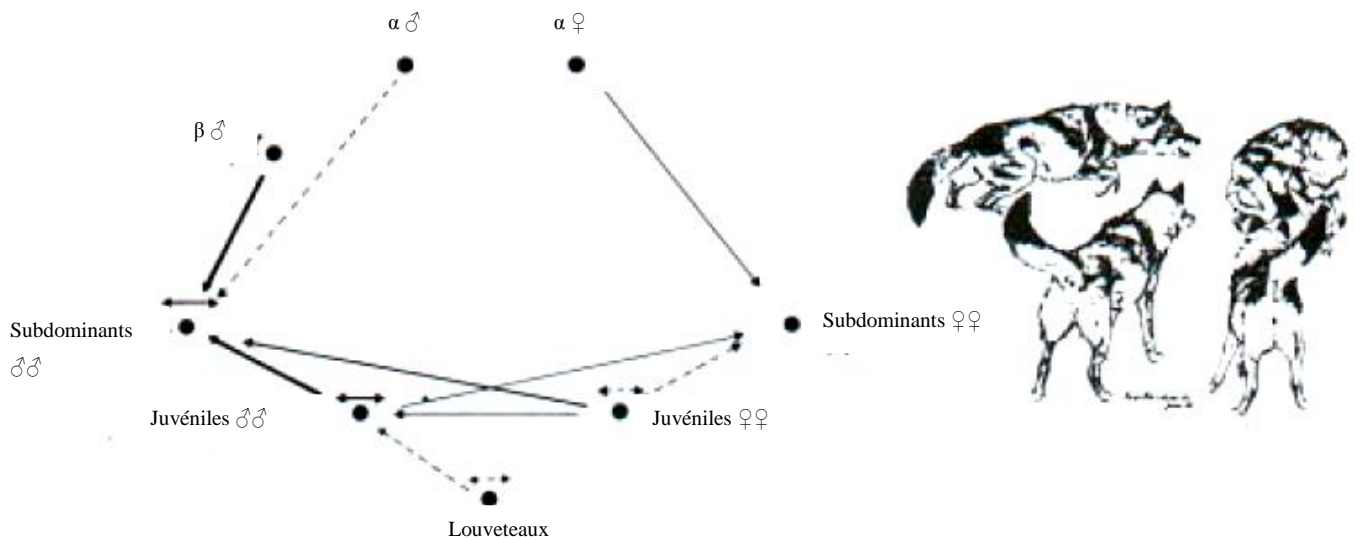 α ♂
α ♀
β ♂
Subdominants
♂♂
Subdominants ♀♀
Juvéniles ♂♂
Juvéniles ♀♀
Louveteaux